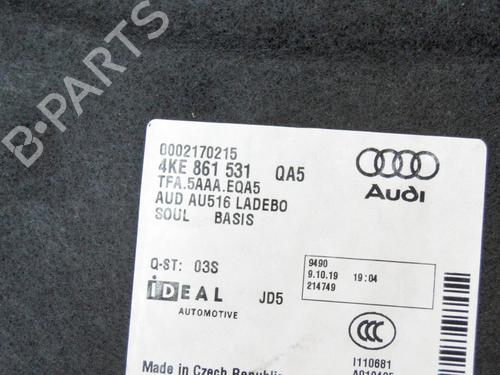 B-PARTS
0002170215
4KE 861 531 QA5
TFA.5AAA.EQA5
AUD AU516 LADEBO
SOUL BASIS
Audi
Q-ST: 03S
IDEAL JD5
AUTOMOTIVE
9490
9.10.19 19:04
214749
CCC
I110681
Made in Czech Republic